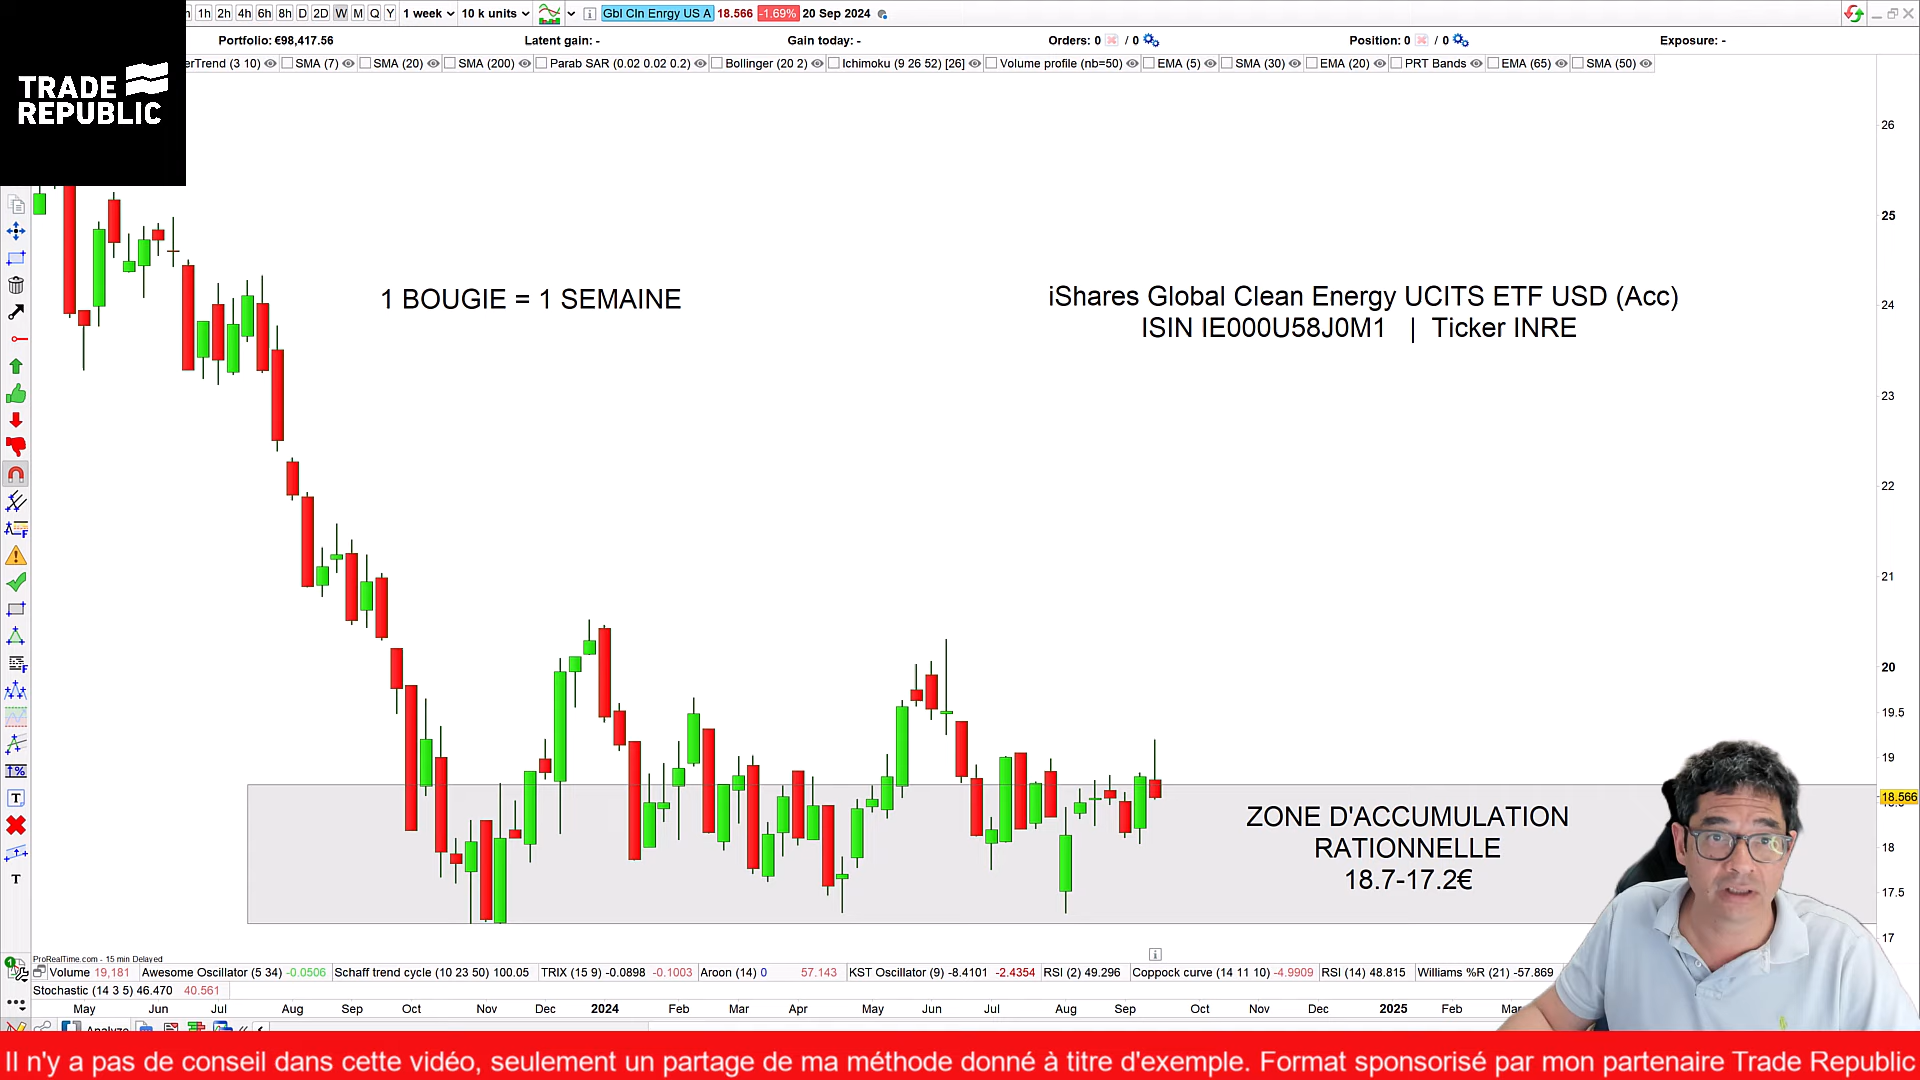 1h 2h 4h 6h 8h D 2D W M Q Y 1 week 10 k units Gbl Cln Enrgy US A 18.566 -1.69% 20 Sep 2024
Portfolio: €98,417.56 Latent gain: - Gain today: - Orders: 0 / 0 Position: 0 / 0 Exposure: -
erTrend (3 10) SMA (7) SMA (20) SMA (200) Parab SAR (0.02 0.02 0.2) Bollinger (20 2) Ichimoku (9 26 52) [26] Volume profile (nb=50) EMA (5) SMA (30) EMA (20) PRT Bands EMA (65) SMA (50)
TRADE
REPUBLIC
26
25
24
23
22
21
20
19.5
19
18.566
18
17.5
17
1 BOUGIE = 1 SEMAINE
iShares Global Clean Energy UCITS ETF USD (Acc)
ISIN IE000U58J0M1 | Ticker INRE
ZONE D'ACCUMULATION
RATIONNELLE
18.7-17.2€
ProRealTime.com - 15 min Delayed
Volume 19,181 Awesome Oscillator (5 34) -0.0506 Schaff trend cycle (10 23 50) 100.05 TRIX (15 9) -0.0898 -0.1003 Aroon (14) 0 57.143 KST Oscillator (9) -8.4101 -2.4354 RSI (2) 49.296 Coppock curve (14 11 10) -4.9909 RSI (14) 48.815 Williams %R (21) -57.869
Stochastic (14 3 5) 46.470 40.561
May Jun Jul Aug Sep Oct Nov Dec 2024 Feb Mar Apr May Jun Jul Aug Sep Oct Nov Dec 2025 Feb Mar
Analyze
Il n'y a pas de conseil dans cette vidéo, seulement un partage de ma méthode donné à titre d'exemple. Format sponsorisé par mon partenaire Trade Republic